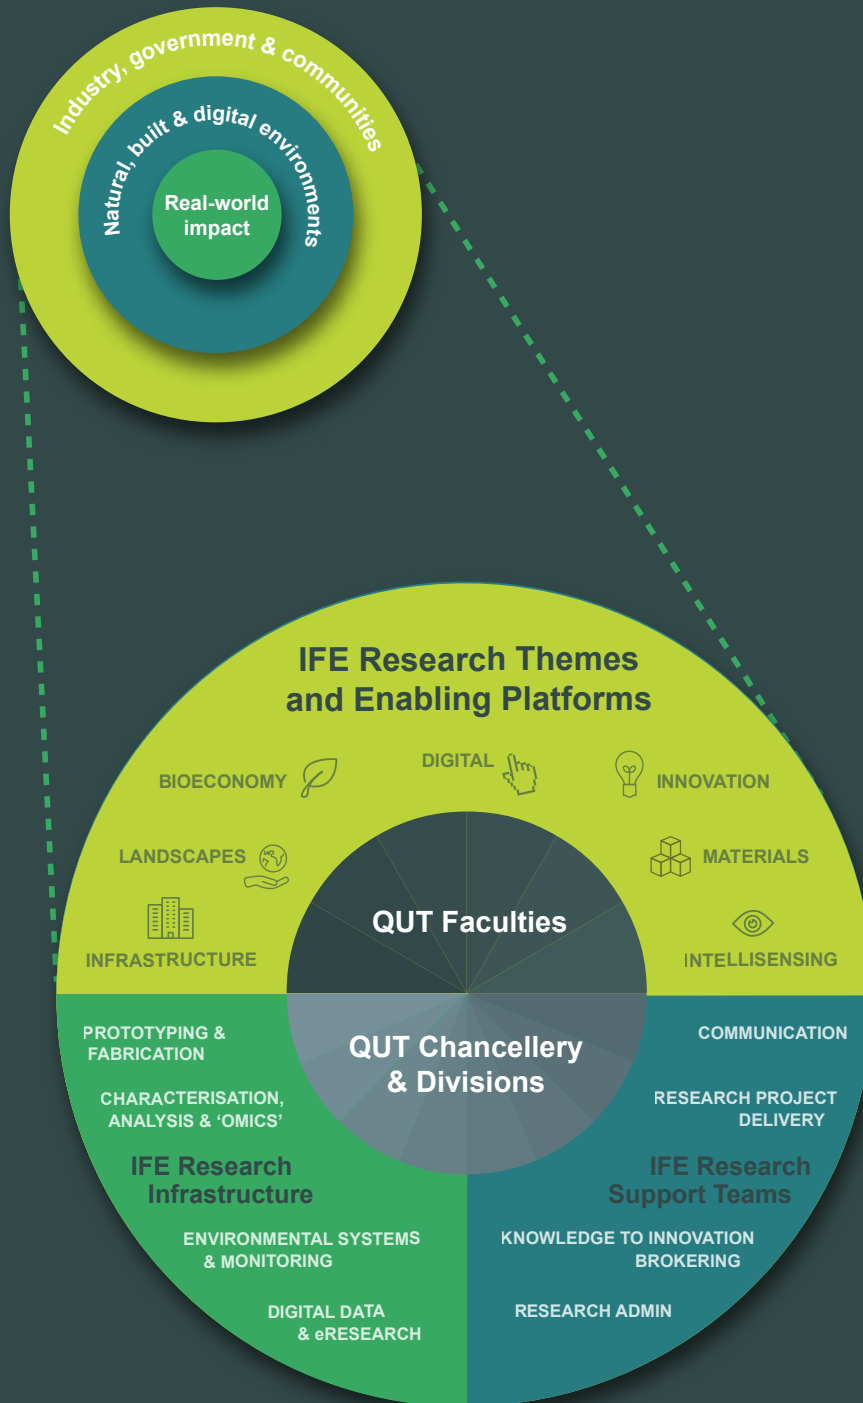 Industry, government & communities
Natural, built & digital environments
Real-world
impact
IFE Research Themes
and Enabling Platforms
DIGITAL
BIOECONOMY
INNOVATION
LANDSCAPES
MATERIALS
INFRASTRUCTURE
INTELLISENSING
QUT Faculties
QUT Chancellery
& Divisions
PROTOTYPING &
FABRICATION
CHARACTERISATION,
ANALYSIS & ‘OMICS’
IFE Research
Infrastructure
ENVIRONMENTAL SYSTEMS
& MONITORING
DIGITAL DATA
& eRESEARCH
COMMUNICATION
RESEARCH PROJECT
DELIVERY
IFE Research
Support Teams
KNOWLEDGE TO INNOVATION
BROKERING
RESEARCH ADMIN